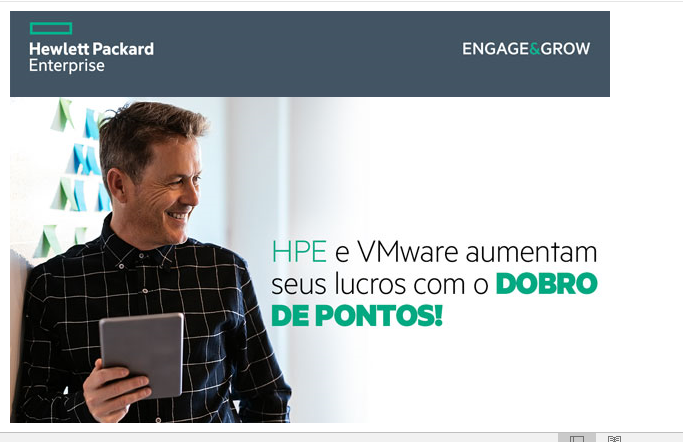 Hewlett Packard
Enterprise
ENGAGE&GROW
HPE e VMware aumentam
seus lucros com o DOBRO
DE PONTOS!